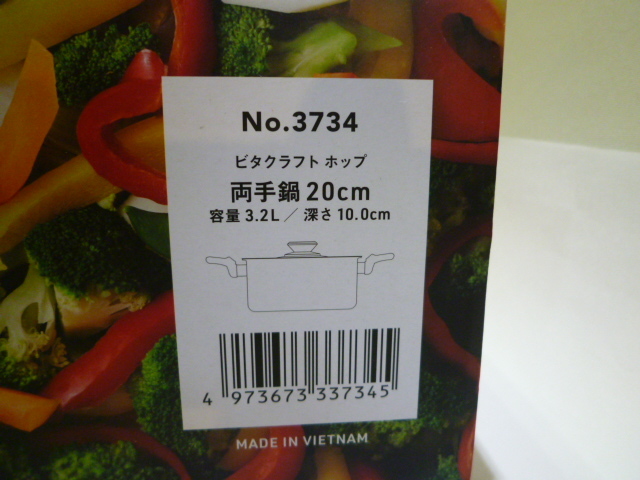 No.3734
ビタクラフト ホップ
両手鍋 20cm
容量 3.2L／深さ 10.0cm
4 973673 337345
MADE IN VIETNAM